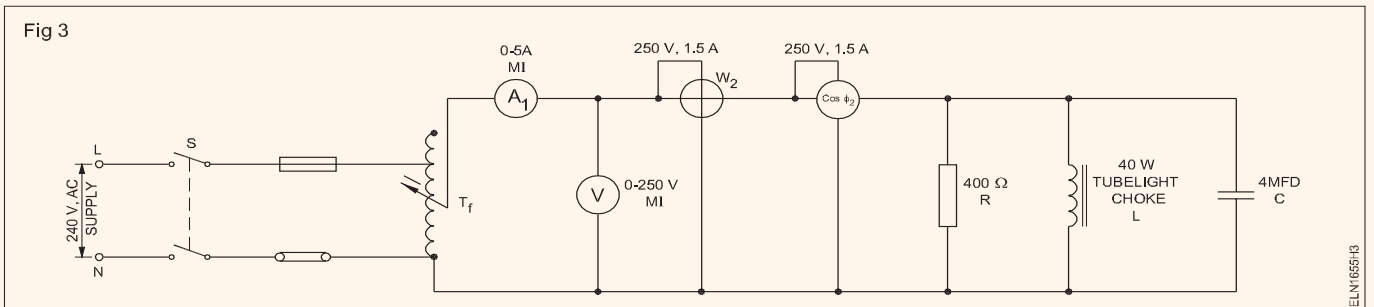 Fig 3
0-5A
MI
A1
250 V, 1.5 A
W2
250 V, 1.5 A
Cos ϕ2
L
S
240 V, AC
SUPPLY
N
Tf
V
0-250 V
MI
400 Ω
R
40 W
TUBELIGHT
CHOKE
L
4MFD
C
ELN1655H3